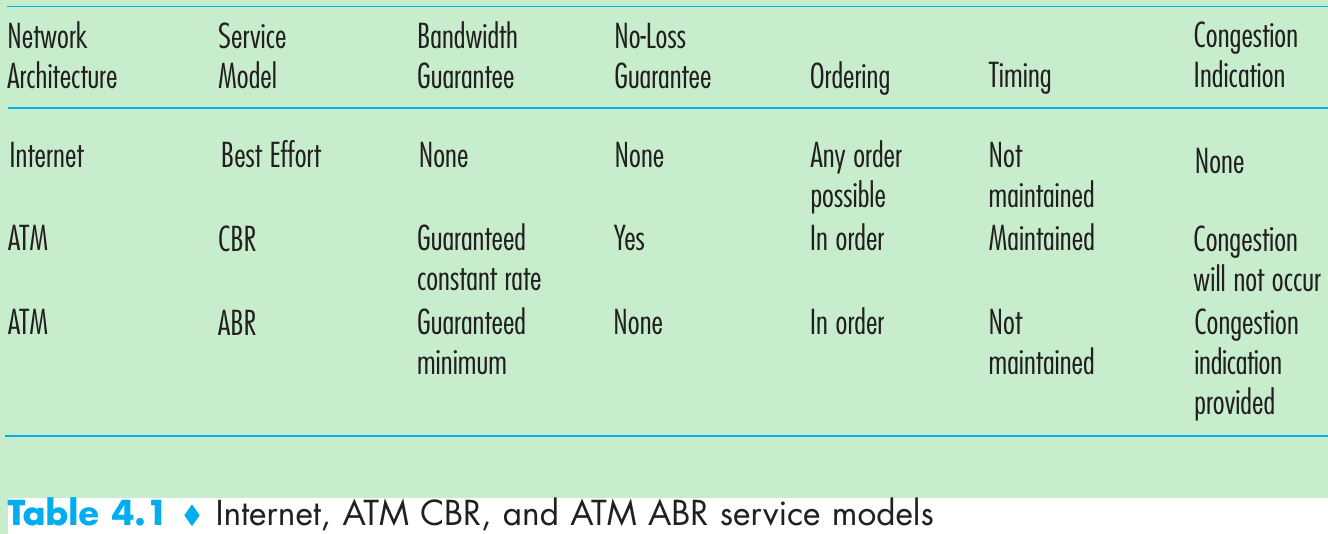 Network Architecture Service Model Bandwidth Guarantee No-Loss Guarantee Ordering Timing Congestion Indication
Internet Best Effort None None Any order possible Not maintained None
ATM CBR Guaranteed constant rate Yes In order Maintained Congestion will not occur
ATM ABR Guaranteed minimum None In order Not maintained Congestion indication provided
Table 4.1 ♦ Internet, ATM CBR, and ATM ABR service models